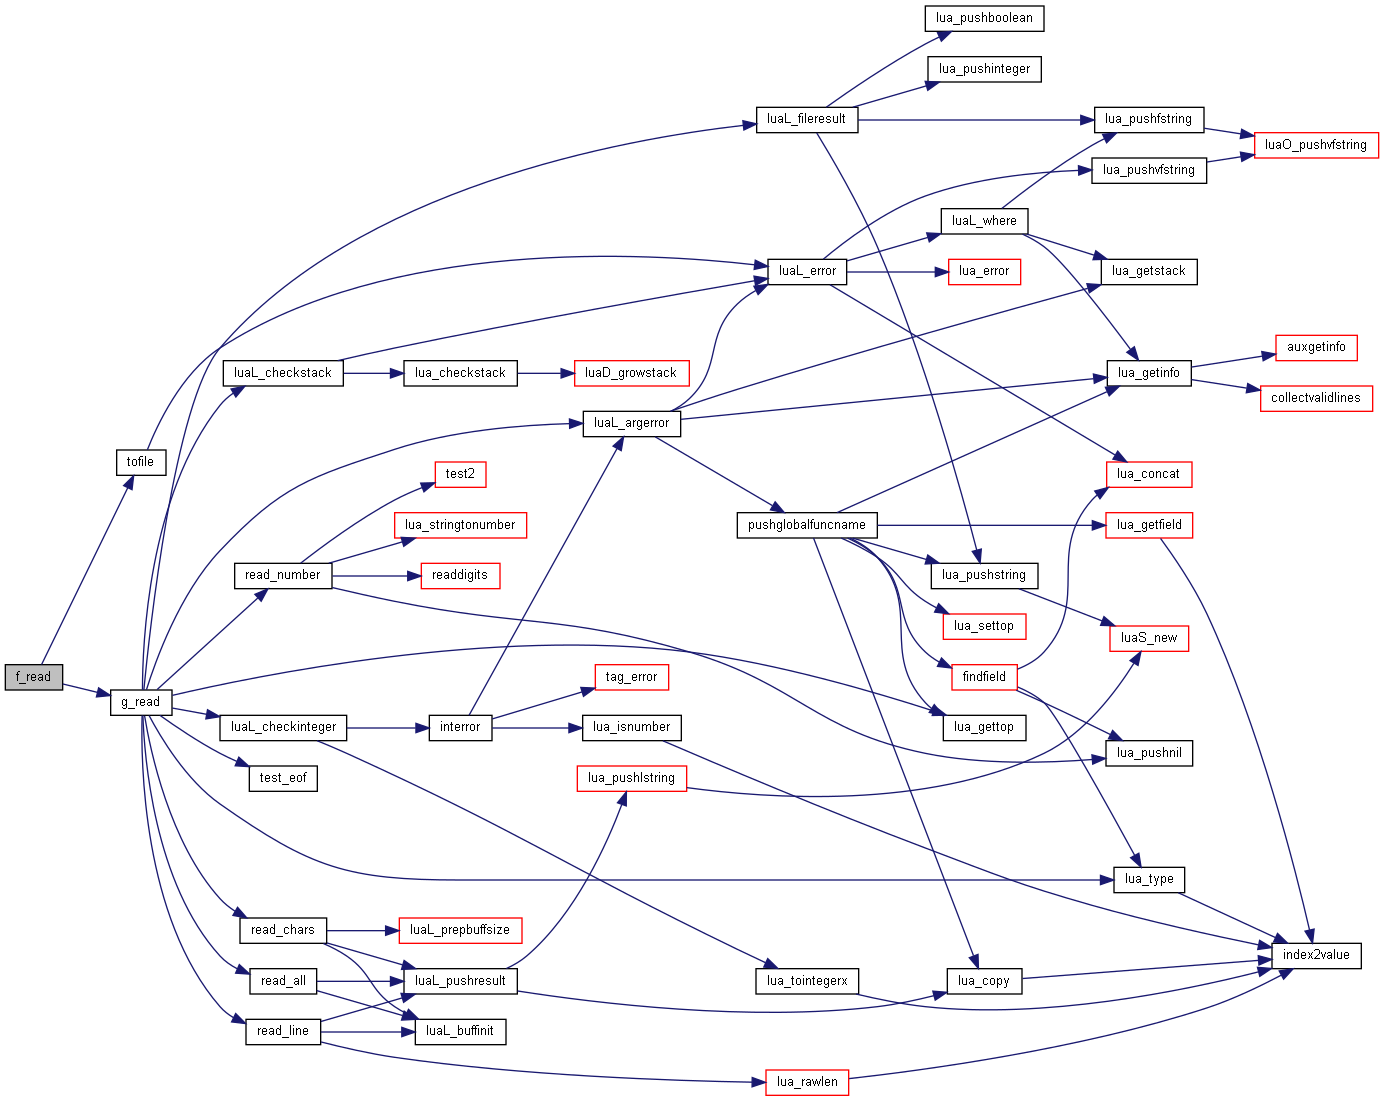 lua_pushboolean
lua_pushinteger
luaL_fileresult
lua_pushfstring
luaO_pushvfstring
lua_pushvfstring
luaL_where
luaL_error
lua_error
lua_getstack
auxgetinfo
luaL_checkstack
lua_checkstack
luaD_growstack
lua_getinfo
collectvalidlines
luaL_argerror
tofile
test2
lua_concat
lua_stringtonumber
pushglobalfuncname
lua_getfield
read_number
readdigits
lua_pushstring
lua_settop
luaS_new
f_read
tag_error
findfield
g_read
luaL_checkinteger
interror
lua_isnumber
lua_gettop
lua_pushnil
test_eof
lua_pushlstring
lua_type
read_chars
luaL_prepbuffsize
index2value
read_all
luaL_pushresult
lua_tointegerx
lua_copy
read_line
luaL_buffinit
lua_rawlen